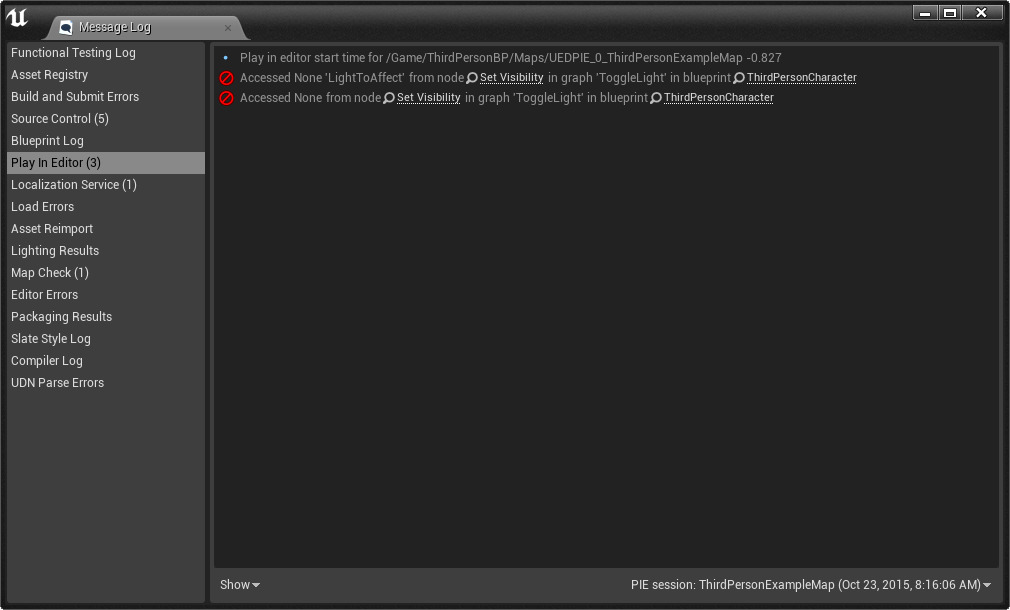 Message Log
Functional Testing Log
Asset Registry
Build and Submit Errors
Source Control (5)
Blueprint Log
Play In Editor (3)
Localization Service (1)
Load Errors
Asset Reimport
Lighting Results
Map Check (1)
Editor Errors
Packaging Results
Slate Style Log
Compiler Log
UDN Parse Errors
Play in editor start time for /Game/ThirdPersonBP/Maps/UEDPIE_0_ThirdPersonExampleMap -0.827
Accessed None 'LightToAffect' from node Set Visibility in graph 'ToggleLight' in blueprint ThirdPersonCharacter
Accessed None from node Set Visibility in graph 'ToggleLight' in blueprint ThirdPersonCharacter
Show
PIE session: ThirdPersonExampleMap (Oct 23, 2015, 8:16:06 AM)